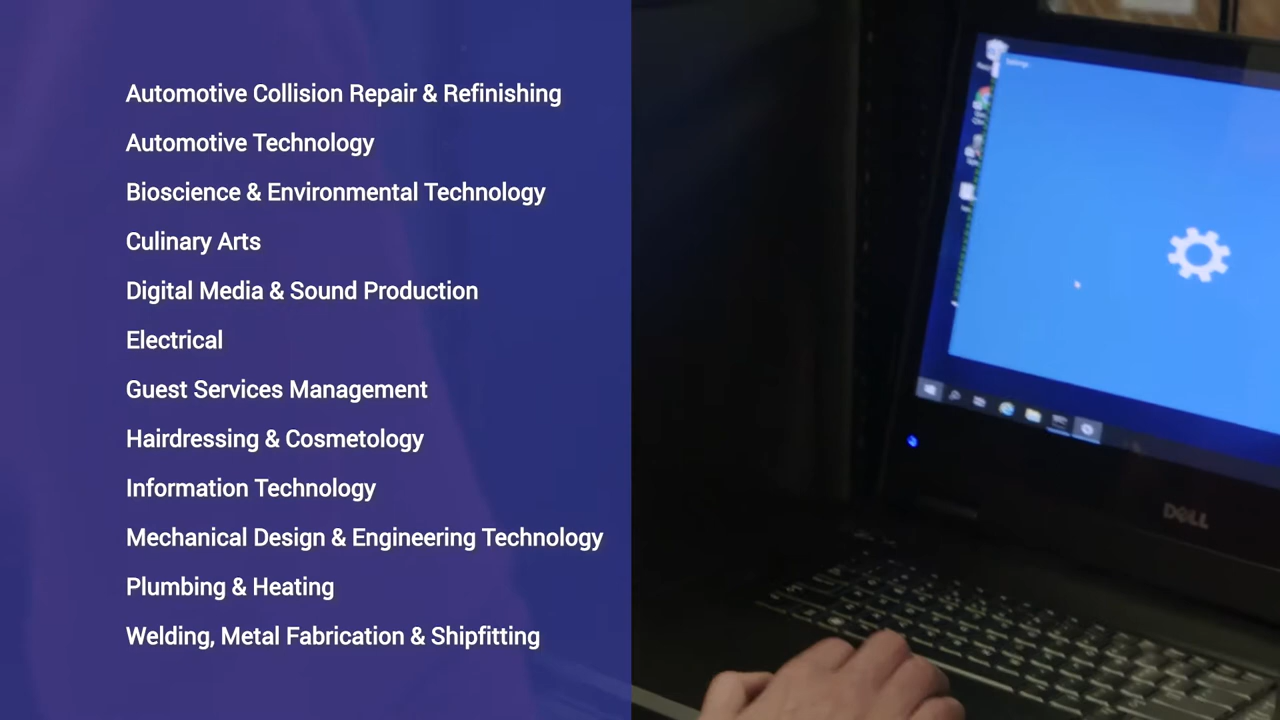 Automotive Collision Repair & Refinishing
Automotive Technology
Bioscience & Environmental Technology
Culinary Arts
Digital Media & Sound Production
Electrical
Guest Services Management
Hairdressing & Cosmetology
Information Technology
Mechanical Design & Engineering Technology
Plumbing & Heating
Welding, Metal Fabrication & Shipfitting
Settings
DELL